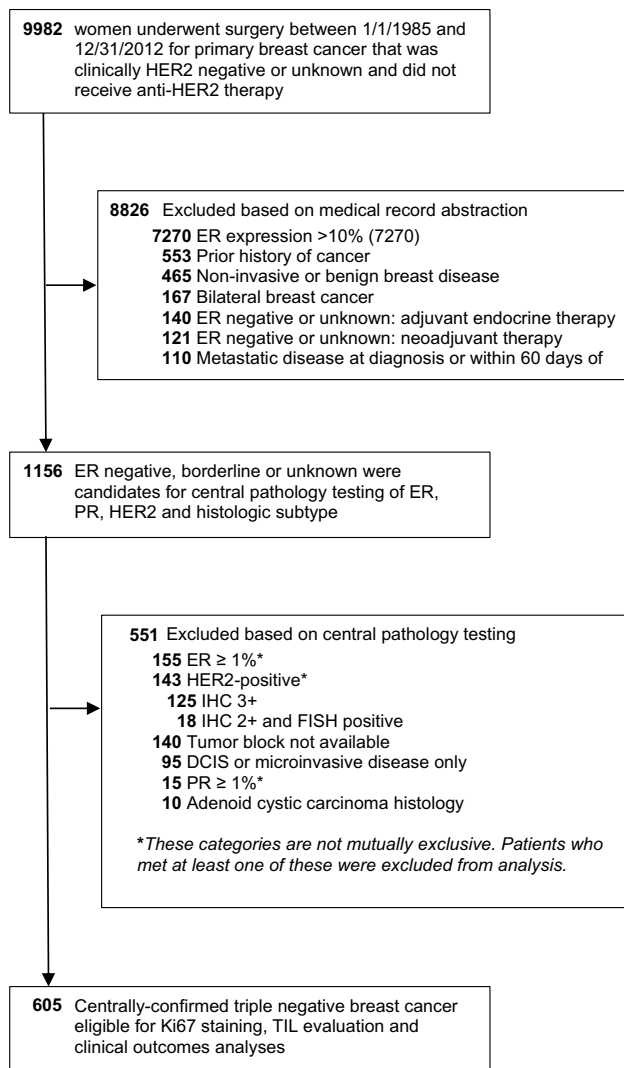 9982 women underwent surgery between 1/1/1985 and
12/31/2012 for primary breast cancer that was
clinically HER2 negative or unknown and did not
receive anti-HER2 therapy
8826 Excluded based on medical record abstraction
7270 ER expression >10% (7270)
553 Prior history of cancer
465 Non-invasive or benign breast disease
167 Bilateral breast cancer
140 ER negative or unknown: adjuvant endocrine therapy
121 ER negative or unknown: neoadjuvant therapy
110 Metastatic disease at diagnosis or within 60 days of
1156 ER negative, borderline or unknown were
candidates for central pathology testing of ER,
PR, HER2 and histologic subtype
551 Excluded based on central pathology testing
155 ER ≥ 1%*
143 HER2-positive*
125 IHC 3+
18 IHC 2+ and FISH positive
140 Tumor block not available
95 DCIS or microinvasive disease only
15 PR ≥ 1%*
10 Adenoid cystic carcinoma histology
*These categories are not mutually exclusive. Patients who
met at least one of these were excluded from analysis.
605 Centrally-confirmed triple negative breast cancer
eligible for Ki67 staining, TIL evaluation and
clinical outcomes analyses